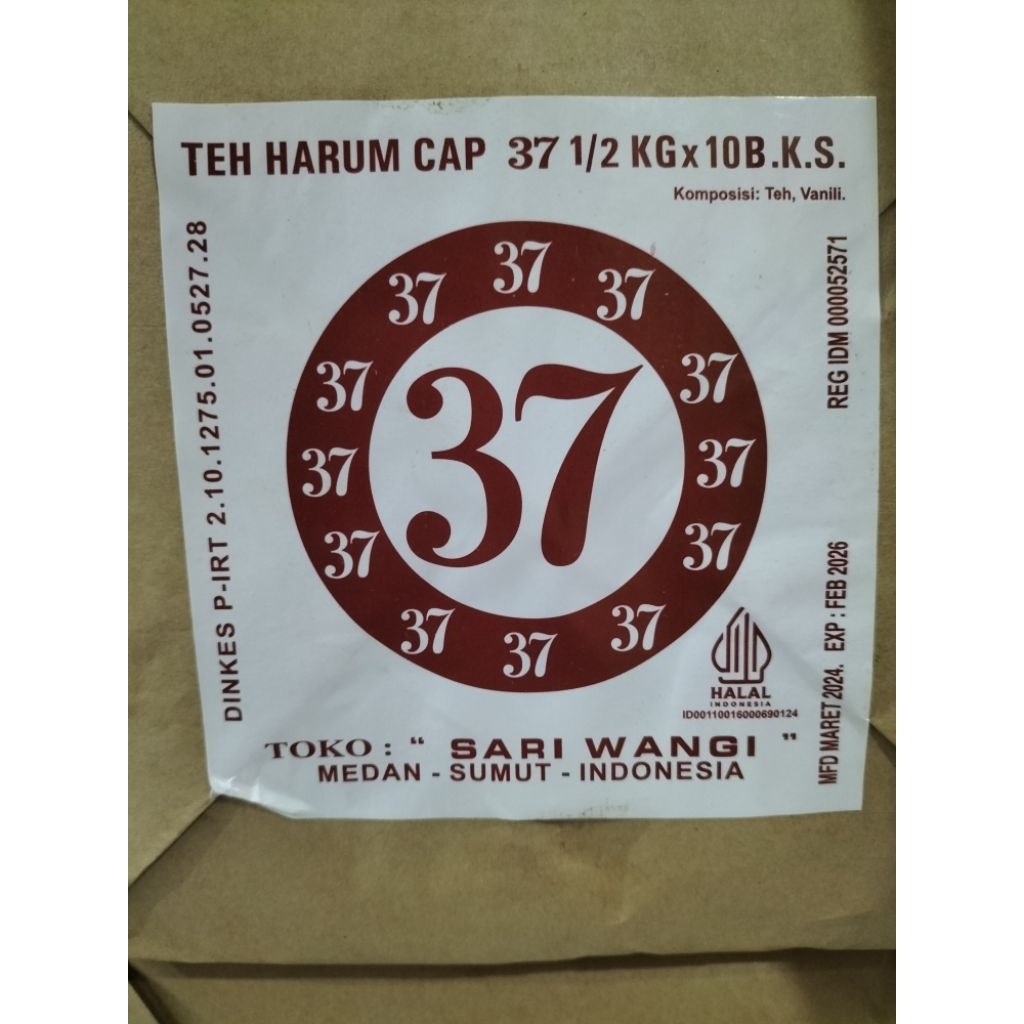 TEH HARUM CAP 37 1/2 KG x 10B.K.S.
Komposisi: Teh, Vanili.
DINKES P-IRT 2.10.1275.01.0527.28
REG IDM 000052571
37
37
37
37
37
37
37
37
37
37
37
37
37
MFD MARET 2024. EXP : FEB 2026
HALAL
INDONESIA
ID00110016000690124
TOKO : " SARI WANGI "
MEDAN - SUMUT - INDONESIA